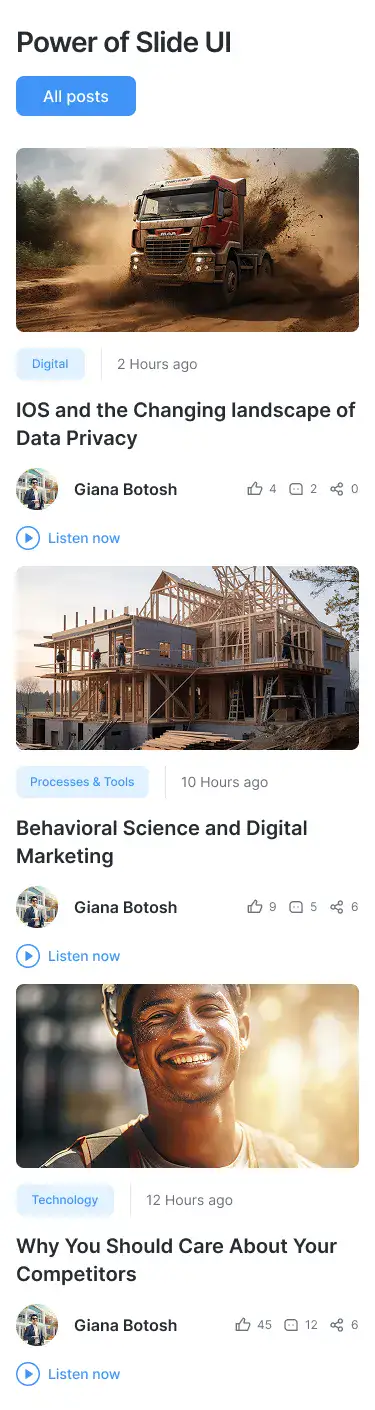 Power of Slide UI
All posts
MAN
Digital
2 Hours ago
IOS and the Changing landscape of
Data Privacy
Giana Botosh
4
2
0
Listen now
Processes & Tools
10 Hours ago
Behavioral Science and Digital
Marketing
Giana Botosh
9
5
6
Listen now
Technology
12 Hours ago
Why You Should Care About Your
Competitors
Giana Botosh
45
12
6
Listen now